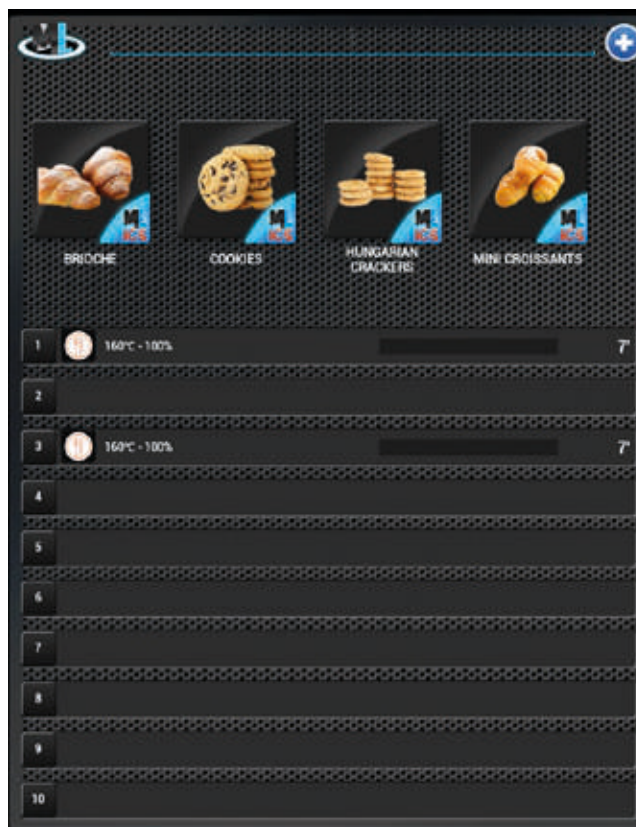 BRIOCHE
COOKIES
HUNGARIAN
CRACKERS
MINI CROISSANTS
1 160°C - 100% 7'
2
3 160°C - 100% 7'
4
5
6
7
8
9
10